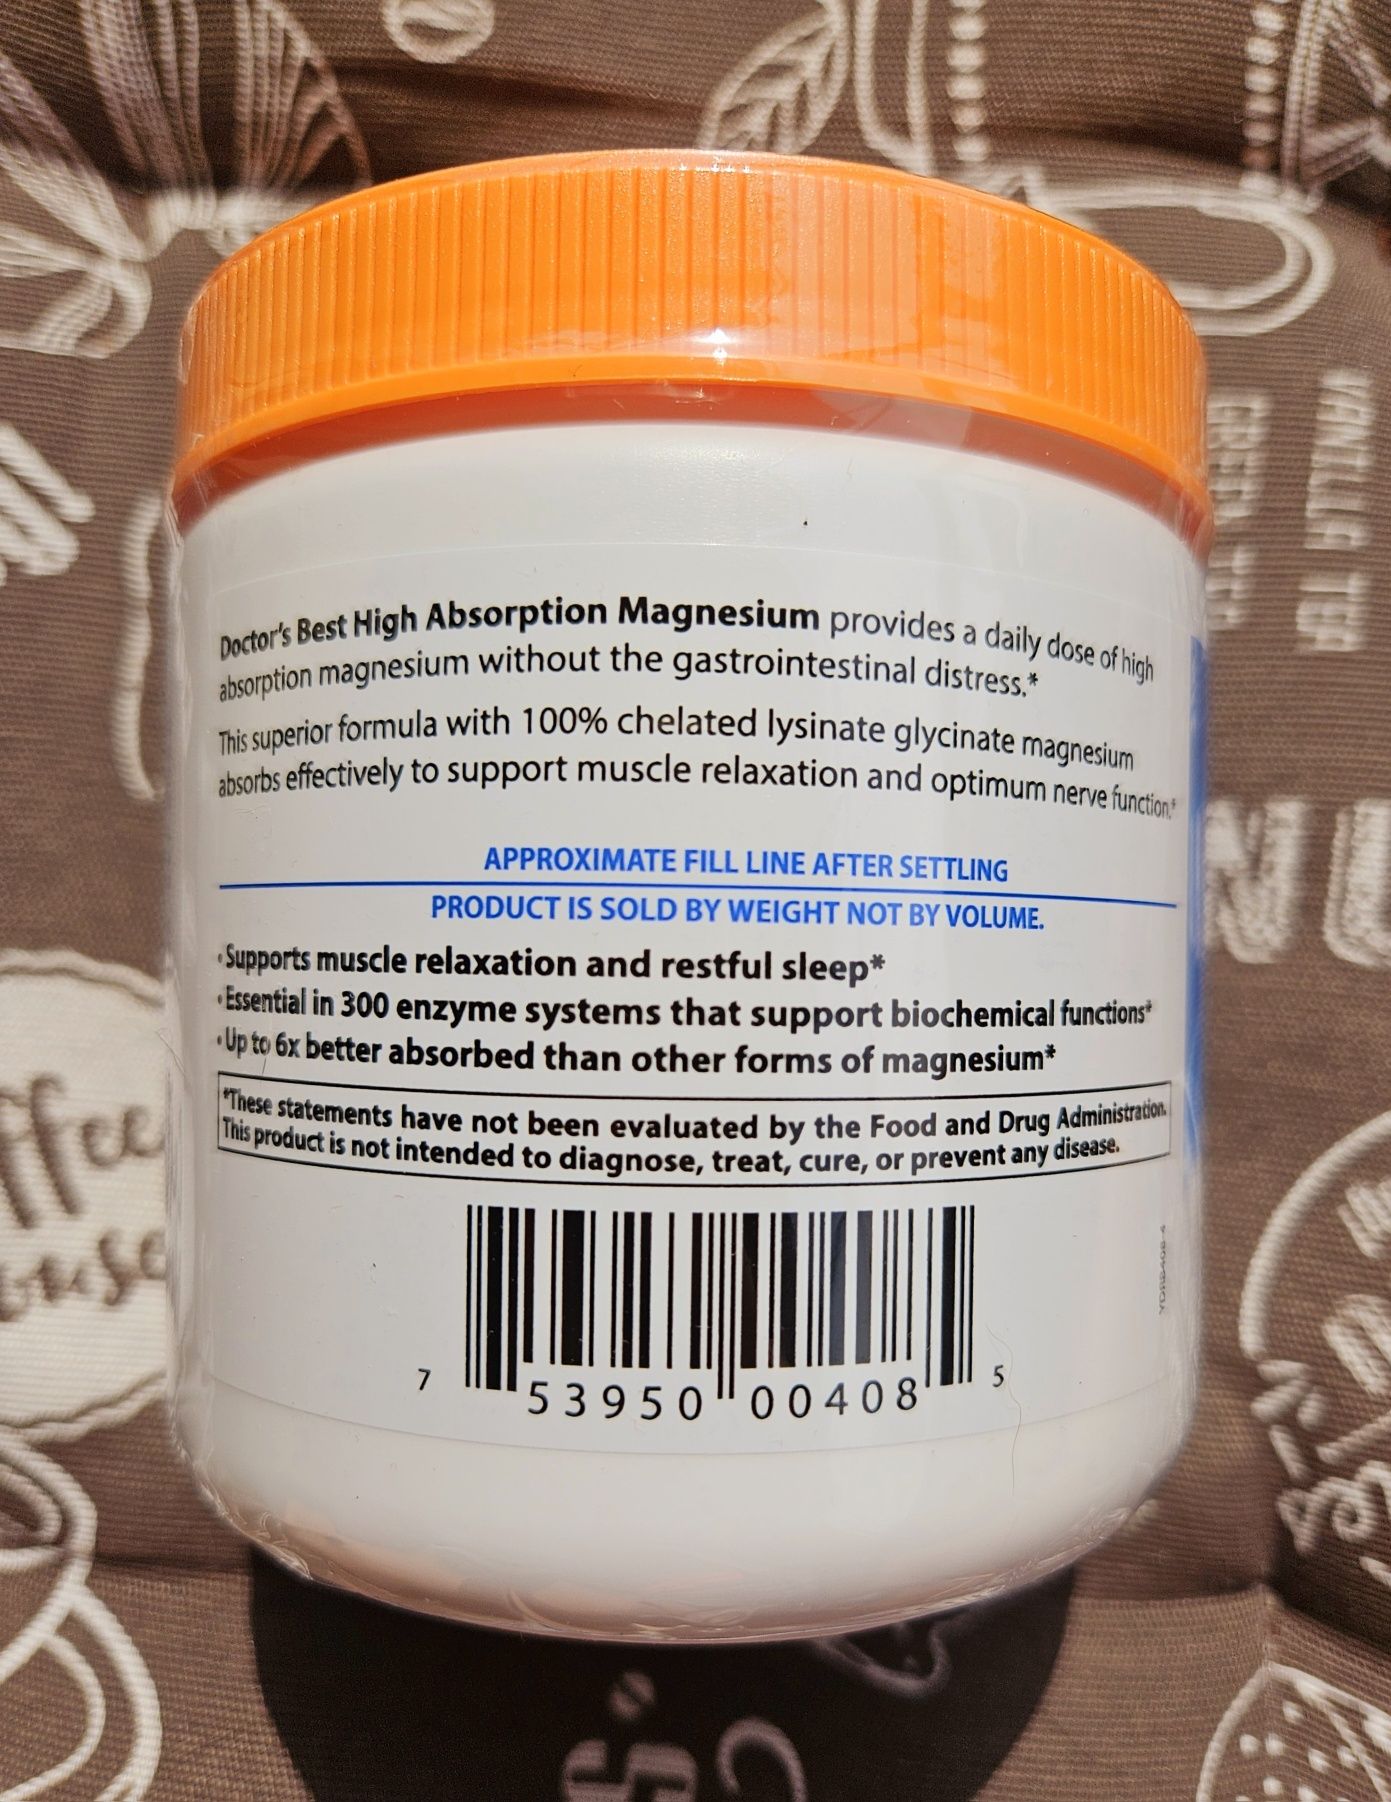 Doctor's Best High Absorption Magnesium provides a daily dose of high
absorption magnesium without the gastrointestinal distress.*
This superior formula with 100% chelated lysinate glycinate magnesium
absorbs effectively to support muscle relaxation and optimum nerve function.*
APPROXIMATE FILL LINE AFTER SETTLING
PRODUCT IS SOLD BY WEIGHT NOT BY VOLUME.
• Supports muscle relaxation and restful sleep*
• Essential in 300 enzyme systems that support biochemical functions*
• Up to 6x better absorbed than other forms of magnesium*
*These statements have not been evaluated by the Food and Drug Administration.
This product is not intended to diagnose, treat, cure, or prevent any disease.
7 53950 00408 5